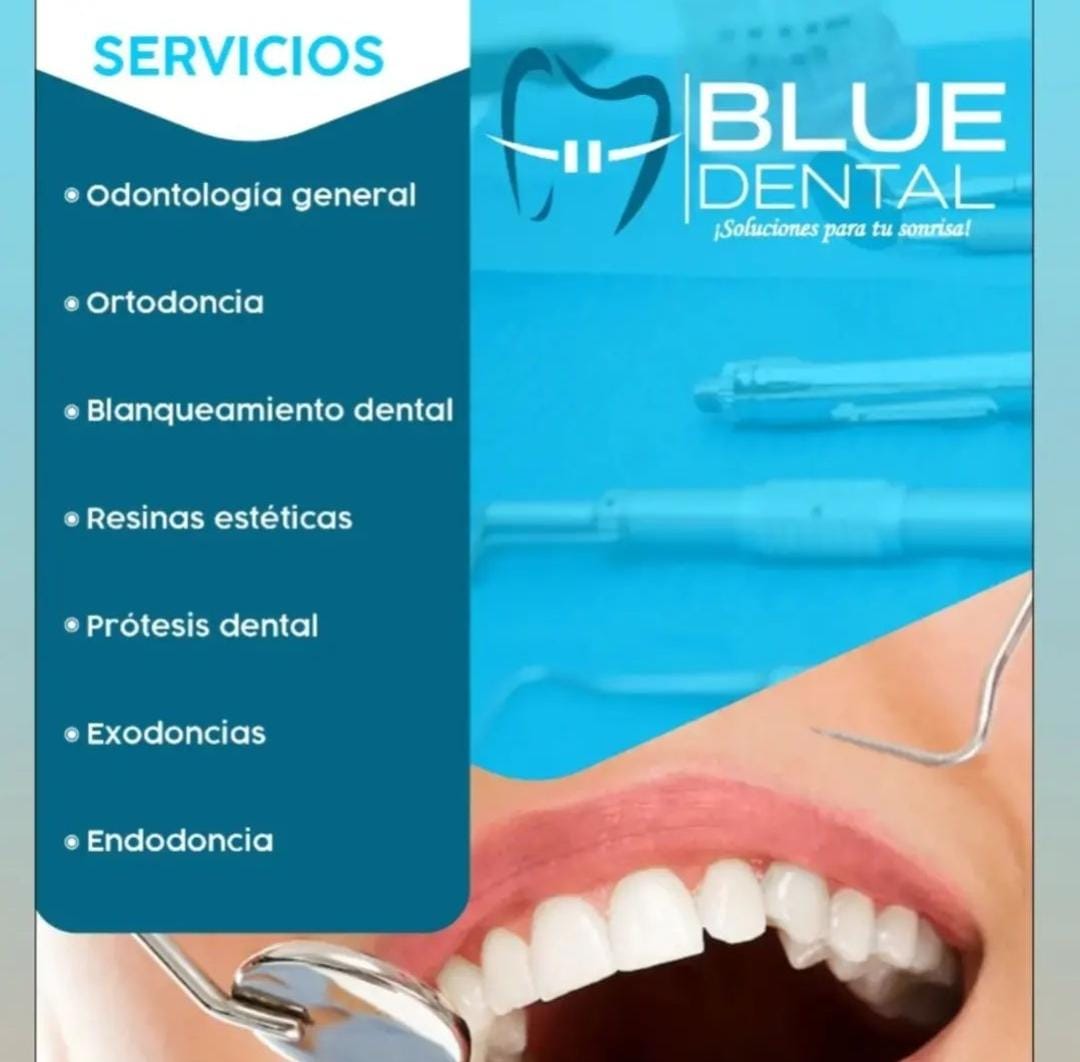 SERVICIOS
Odontología general
Ortodoncia
Blanqueamiento dental
Resinas estéticas
Prótesis dental
Exodoncias
Endodoncia
BLUE
DENTAL
¡Soluciones para tu sonrisa!